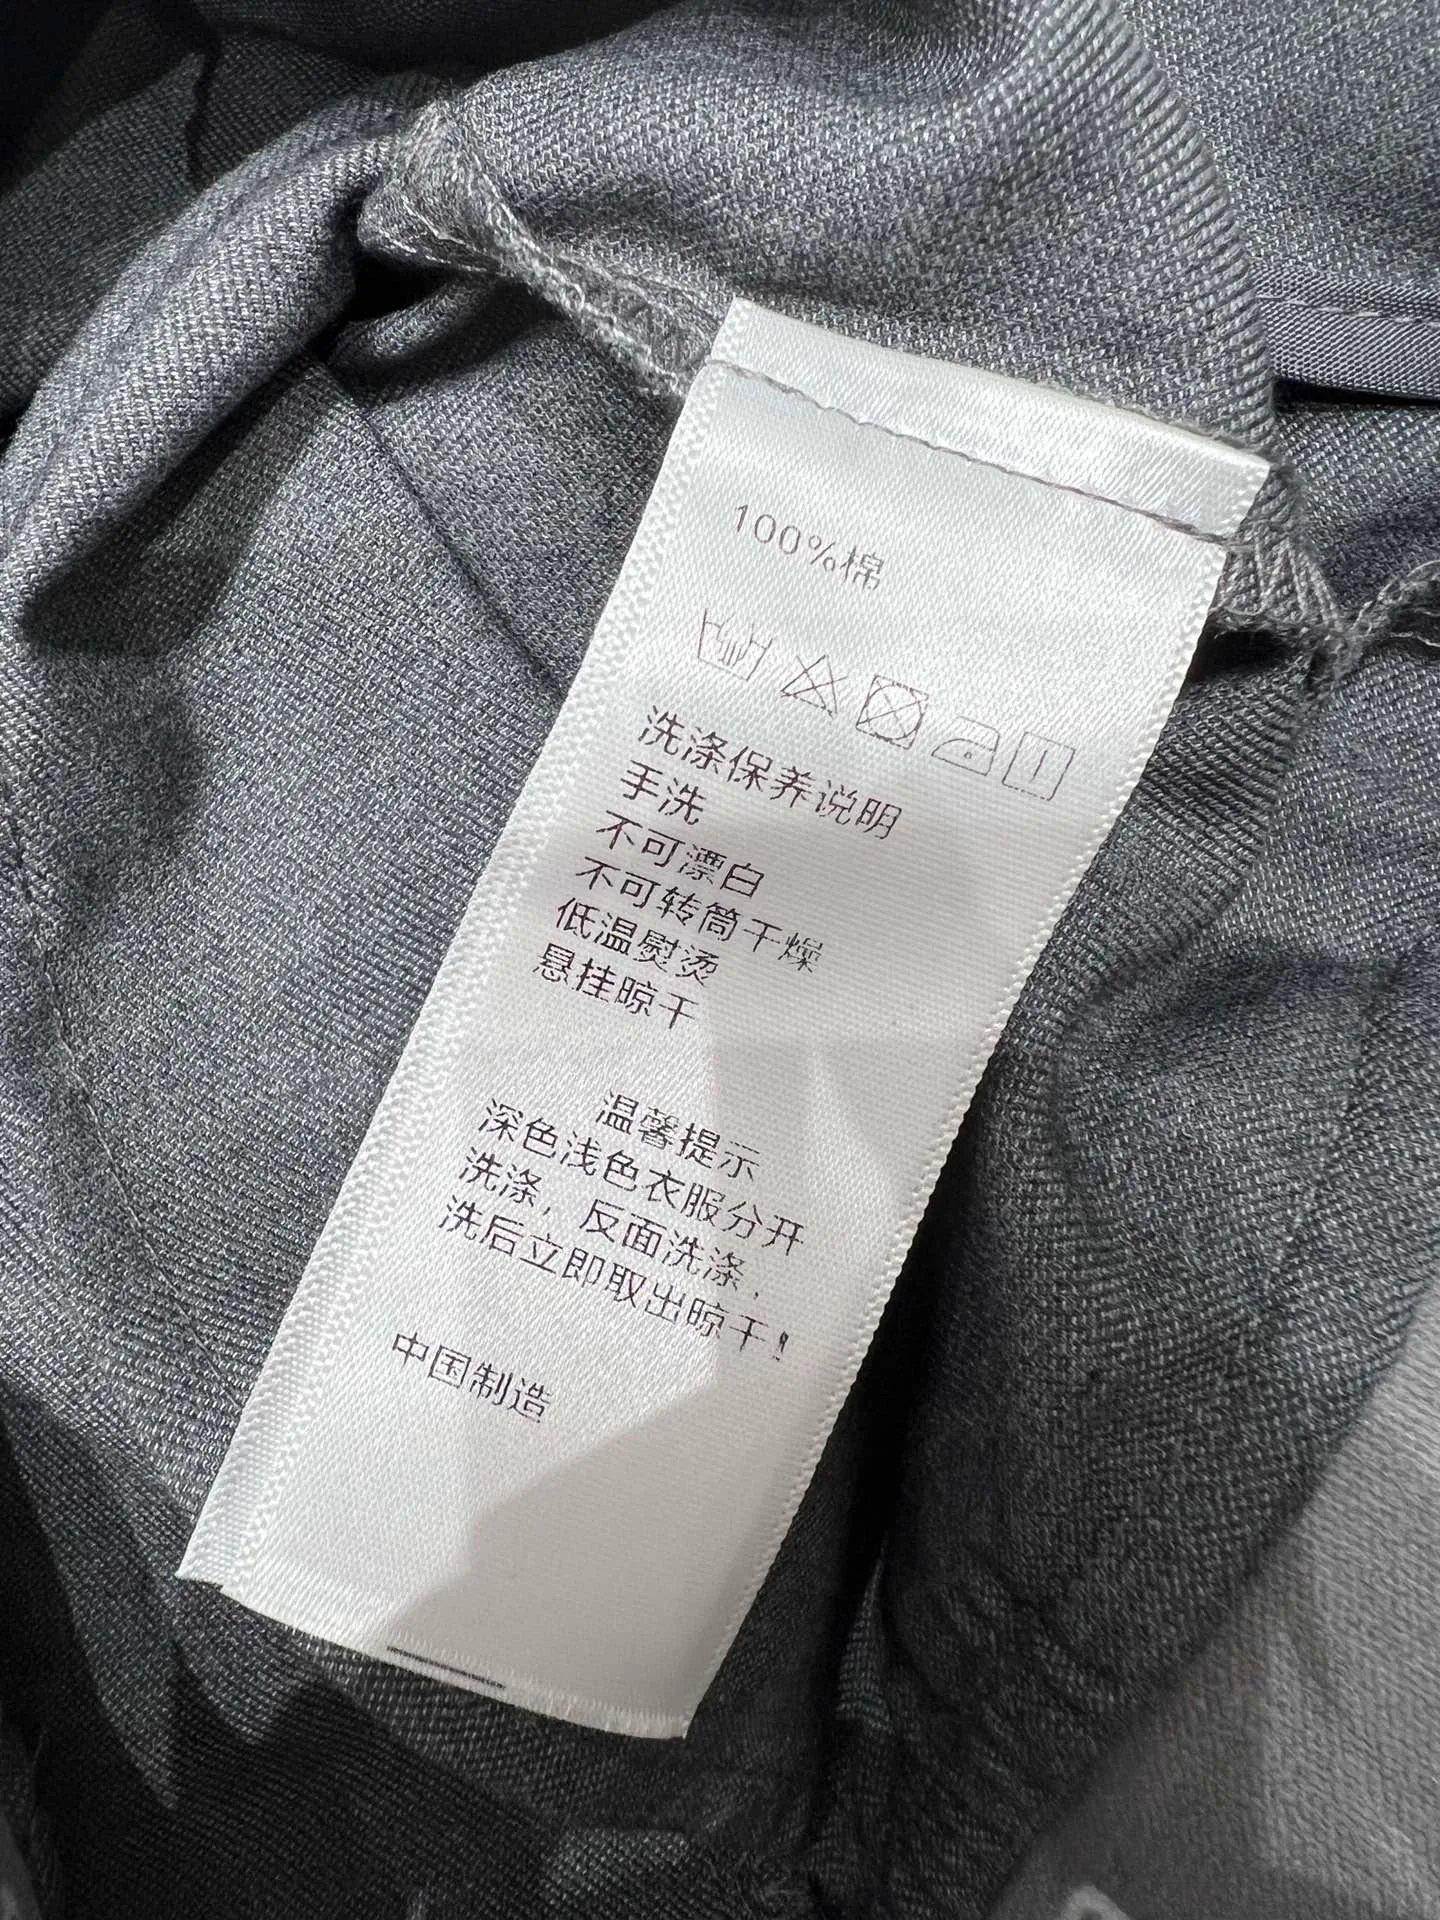 100%棉
洗涤保养说明
手洗
不可漂白
不可转筒干燥
低温熨烫
悬挂晾干
温馨提示
深色浅色衣服分开
洗涤，反面洗涤，
洗后立即取出晾干！
中国制造